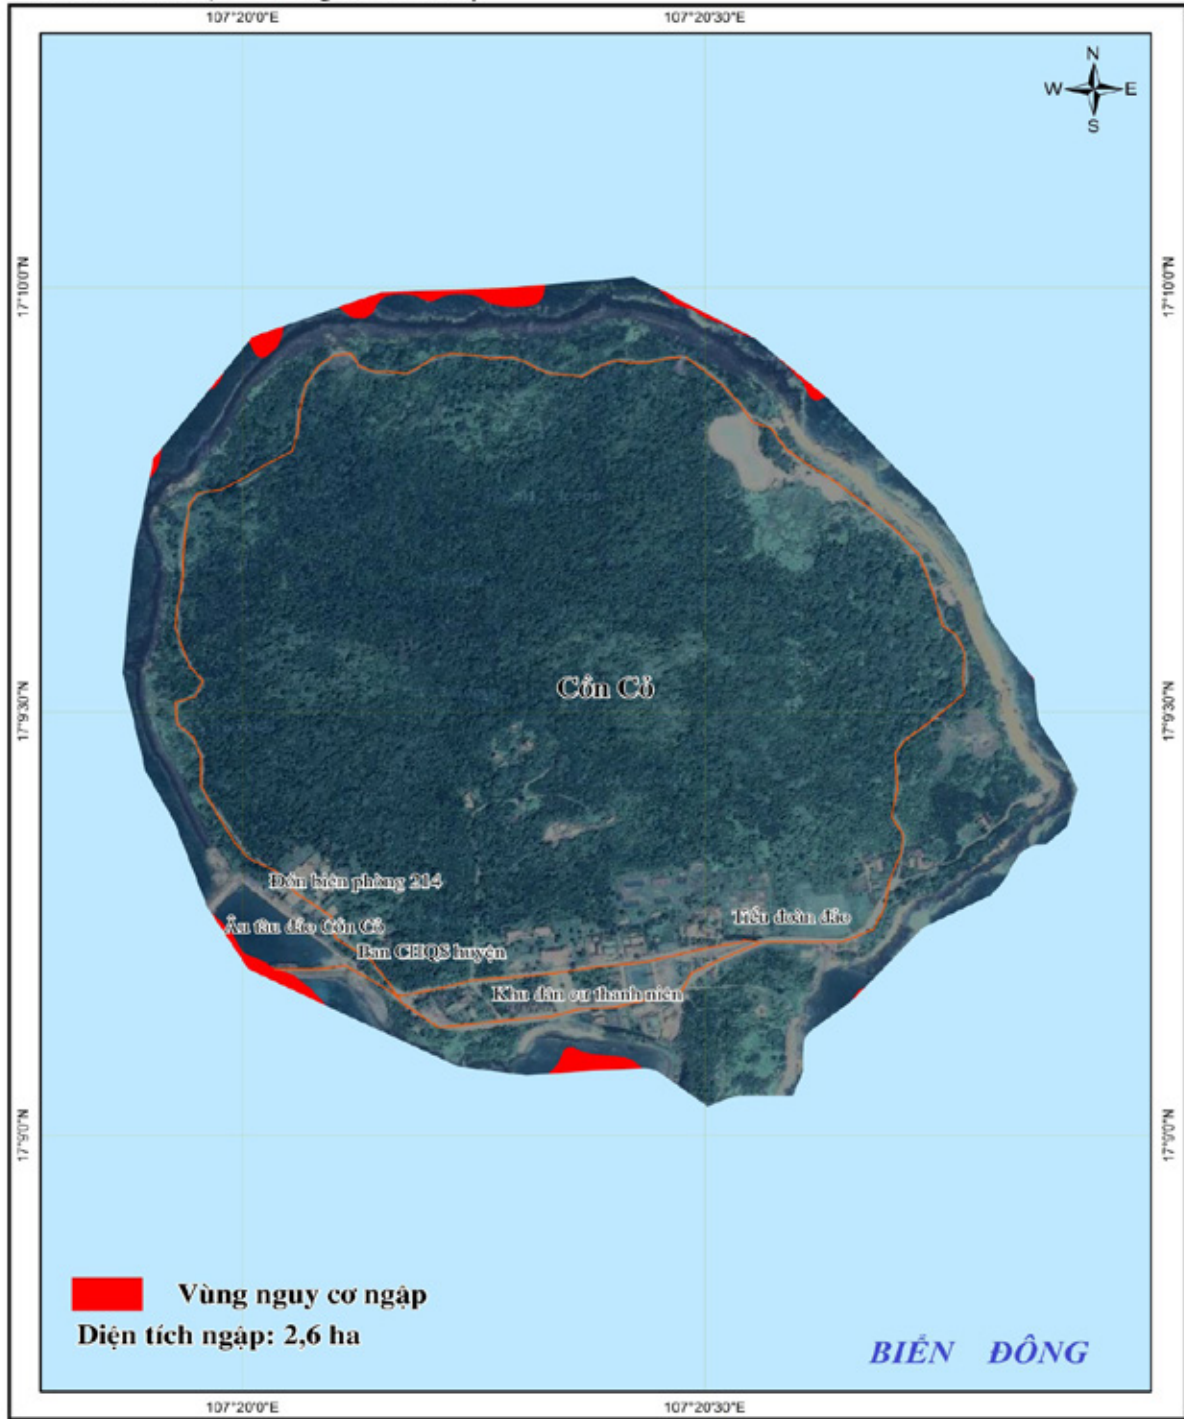 107°20'0"E
107°20'30"E
N
W E
S
17°10'0"N
17°10'0"N
Cồn Cỏ
17°9'30"N
17°9'30"N
Đồn biên phòng 214
Tiểu đoàn đảo
Âu tàu đảo Cồn Cỏ
Ban CHQS huyện
Khu dân cư thanh niên
17°9'0"N
17°9'0"N
Vùng nguy cơ ngập
Diện tích ngập: 2,6 ha
BIỂN ĐÔNG
107°20'0"E
107°20'30"E